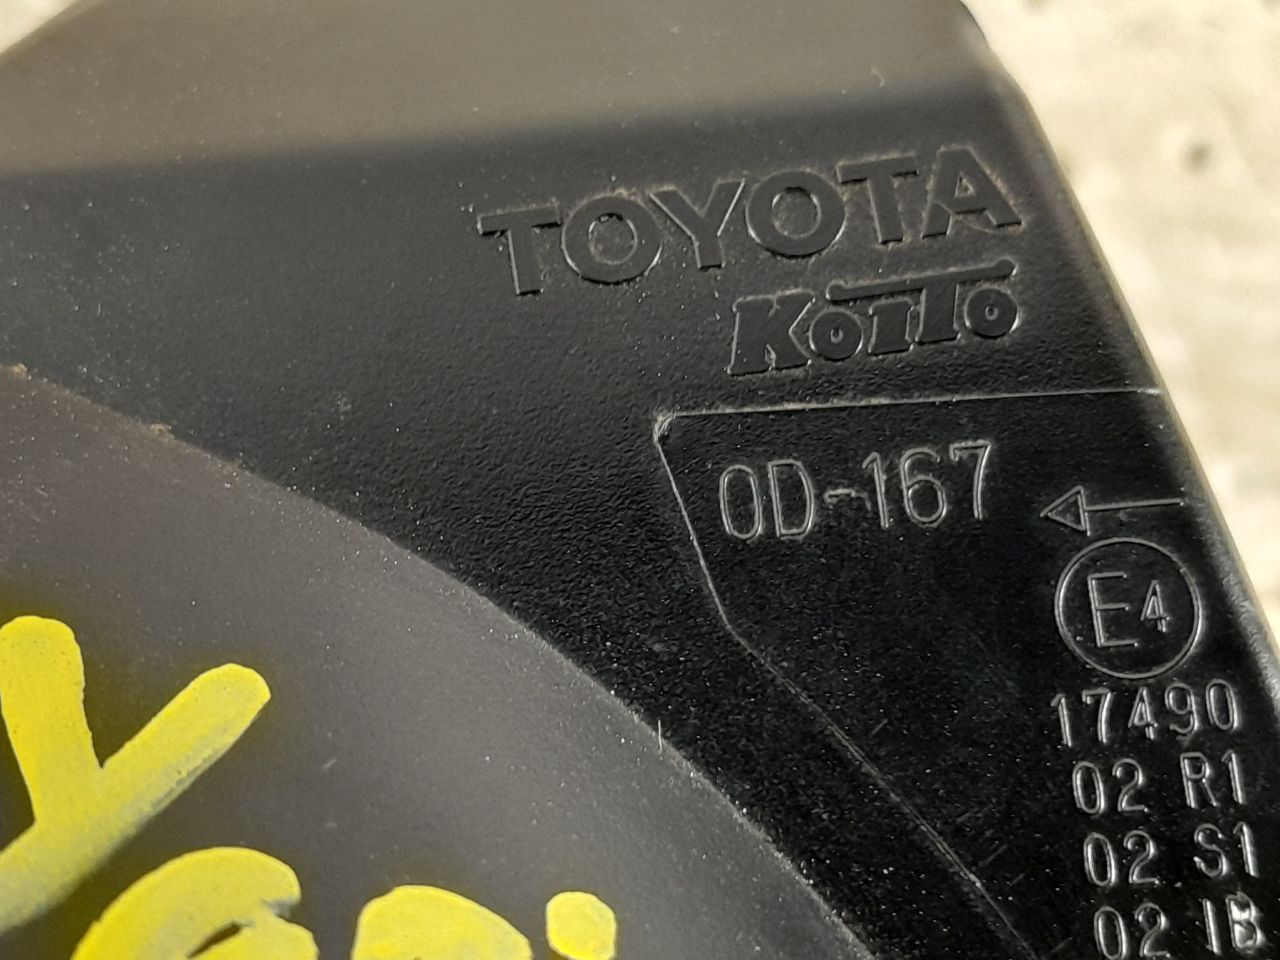 TOYOTA
KOITO
0D-167
E4
17490
02 R1
02 S1
02 IB